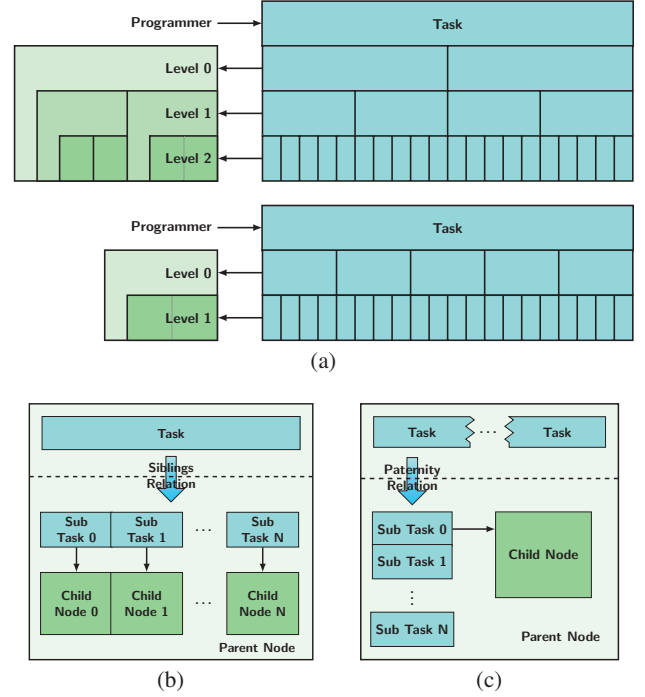 Programmer
Task
Level 0
Level 1
Level 2
Programmer
Task
Level 0
Level 1
(a)
Task
Siblings
Relation
Sub
Task 0
Sub
Task 1
...
Sub
Task N
Child
Node 0
Child
Node 1
...
Child
Node N
Parent Node
(b)
Task
...
Task
Paternity
Relation
Sub Task 0
Sub Task 1
...
Sub Task N
Child Node
Parent Node
(c)